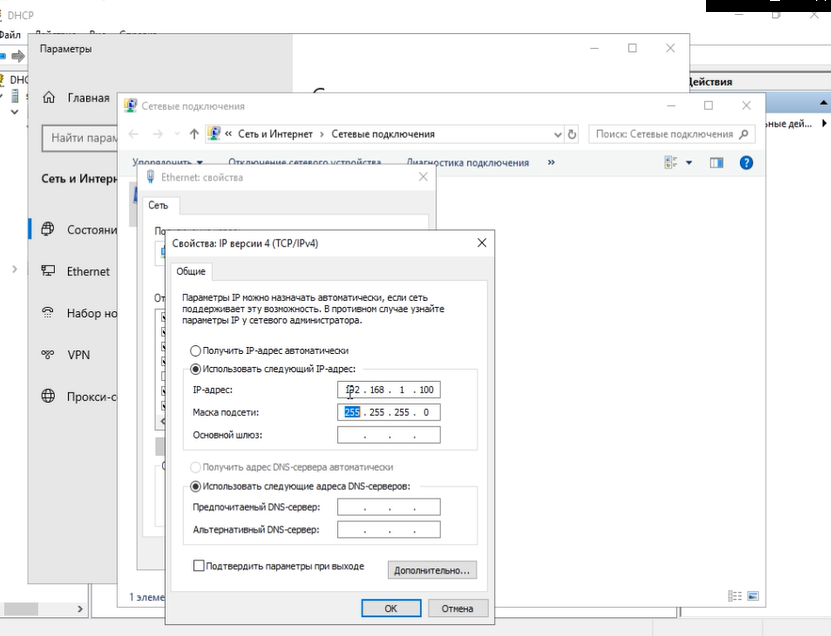 DHCP
Файл
DHC
Действия
Параметры
Главная
Найти парам
Сеть и Интерн
Состояни
Ethernet
Набор но
VPN
Прокси-с
ьные дей...
Сетевые подключения
« Сеть и Интернет › Сетевые подключения
Поиск: Сетевые подключения
Упорядочить
Отключение сетевого устройства
Диагностика подключения
»
Ethernet: свойства
Сеть
По
От
Свойства: IP версии 4 (TCP/IPv4)
Общие
Параметры IP можно назначать автоматически, если сеть
поддерживает эту возможность. В противном случае узнайте
параметры IP у сетевого администратора.
Получить IP-адрес автоматически
Использовать следующий IP-адрес:
IP-адрес: 192 . 168 . 1 . 100
Маска подсети: 255 . 255 . 255 . 0
Основной шлюз: . . .
Получить адрес DNS-сервера автоматически
Использовать следующие адреса DNS-серверов:
Предпочитаемый DNS-сервер: . . .
Альтернативный DNS-сервер: . . .
Подтвердить параметры при выходе
Дополнительно...
ОК
Отмена
1 элеме